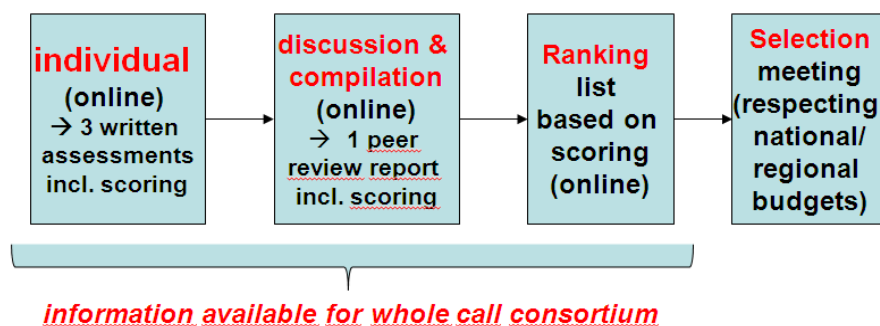 individual
(online)
→ 3 written
assessments
incl. scoring
discussion &
compilation
(online)
→ 1 peer
review report
incl. scoring
Ranking
list
based on
scoring
(online)
Selection
meeting
(respecting
national/
regional
budgets)
information available for whole call consortium